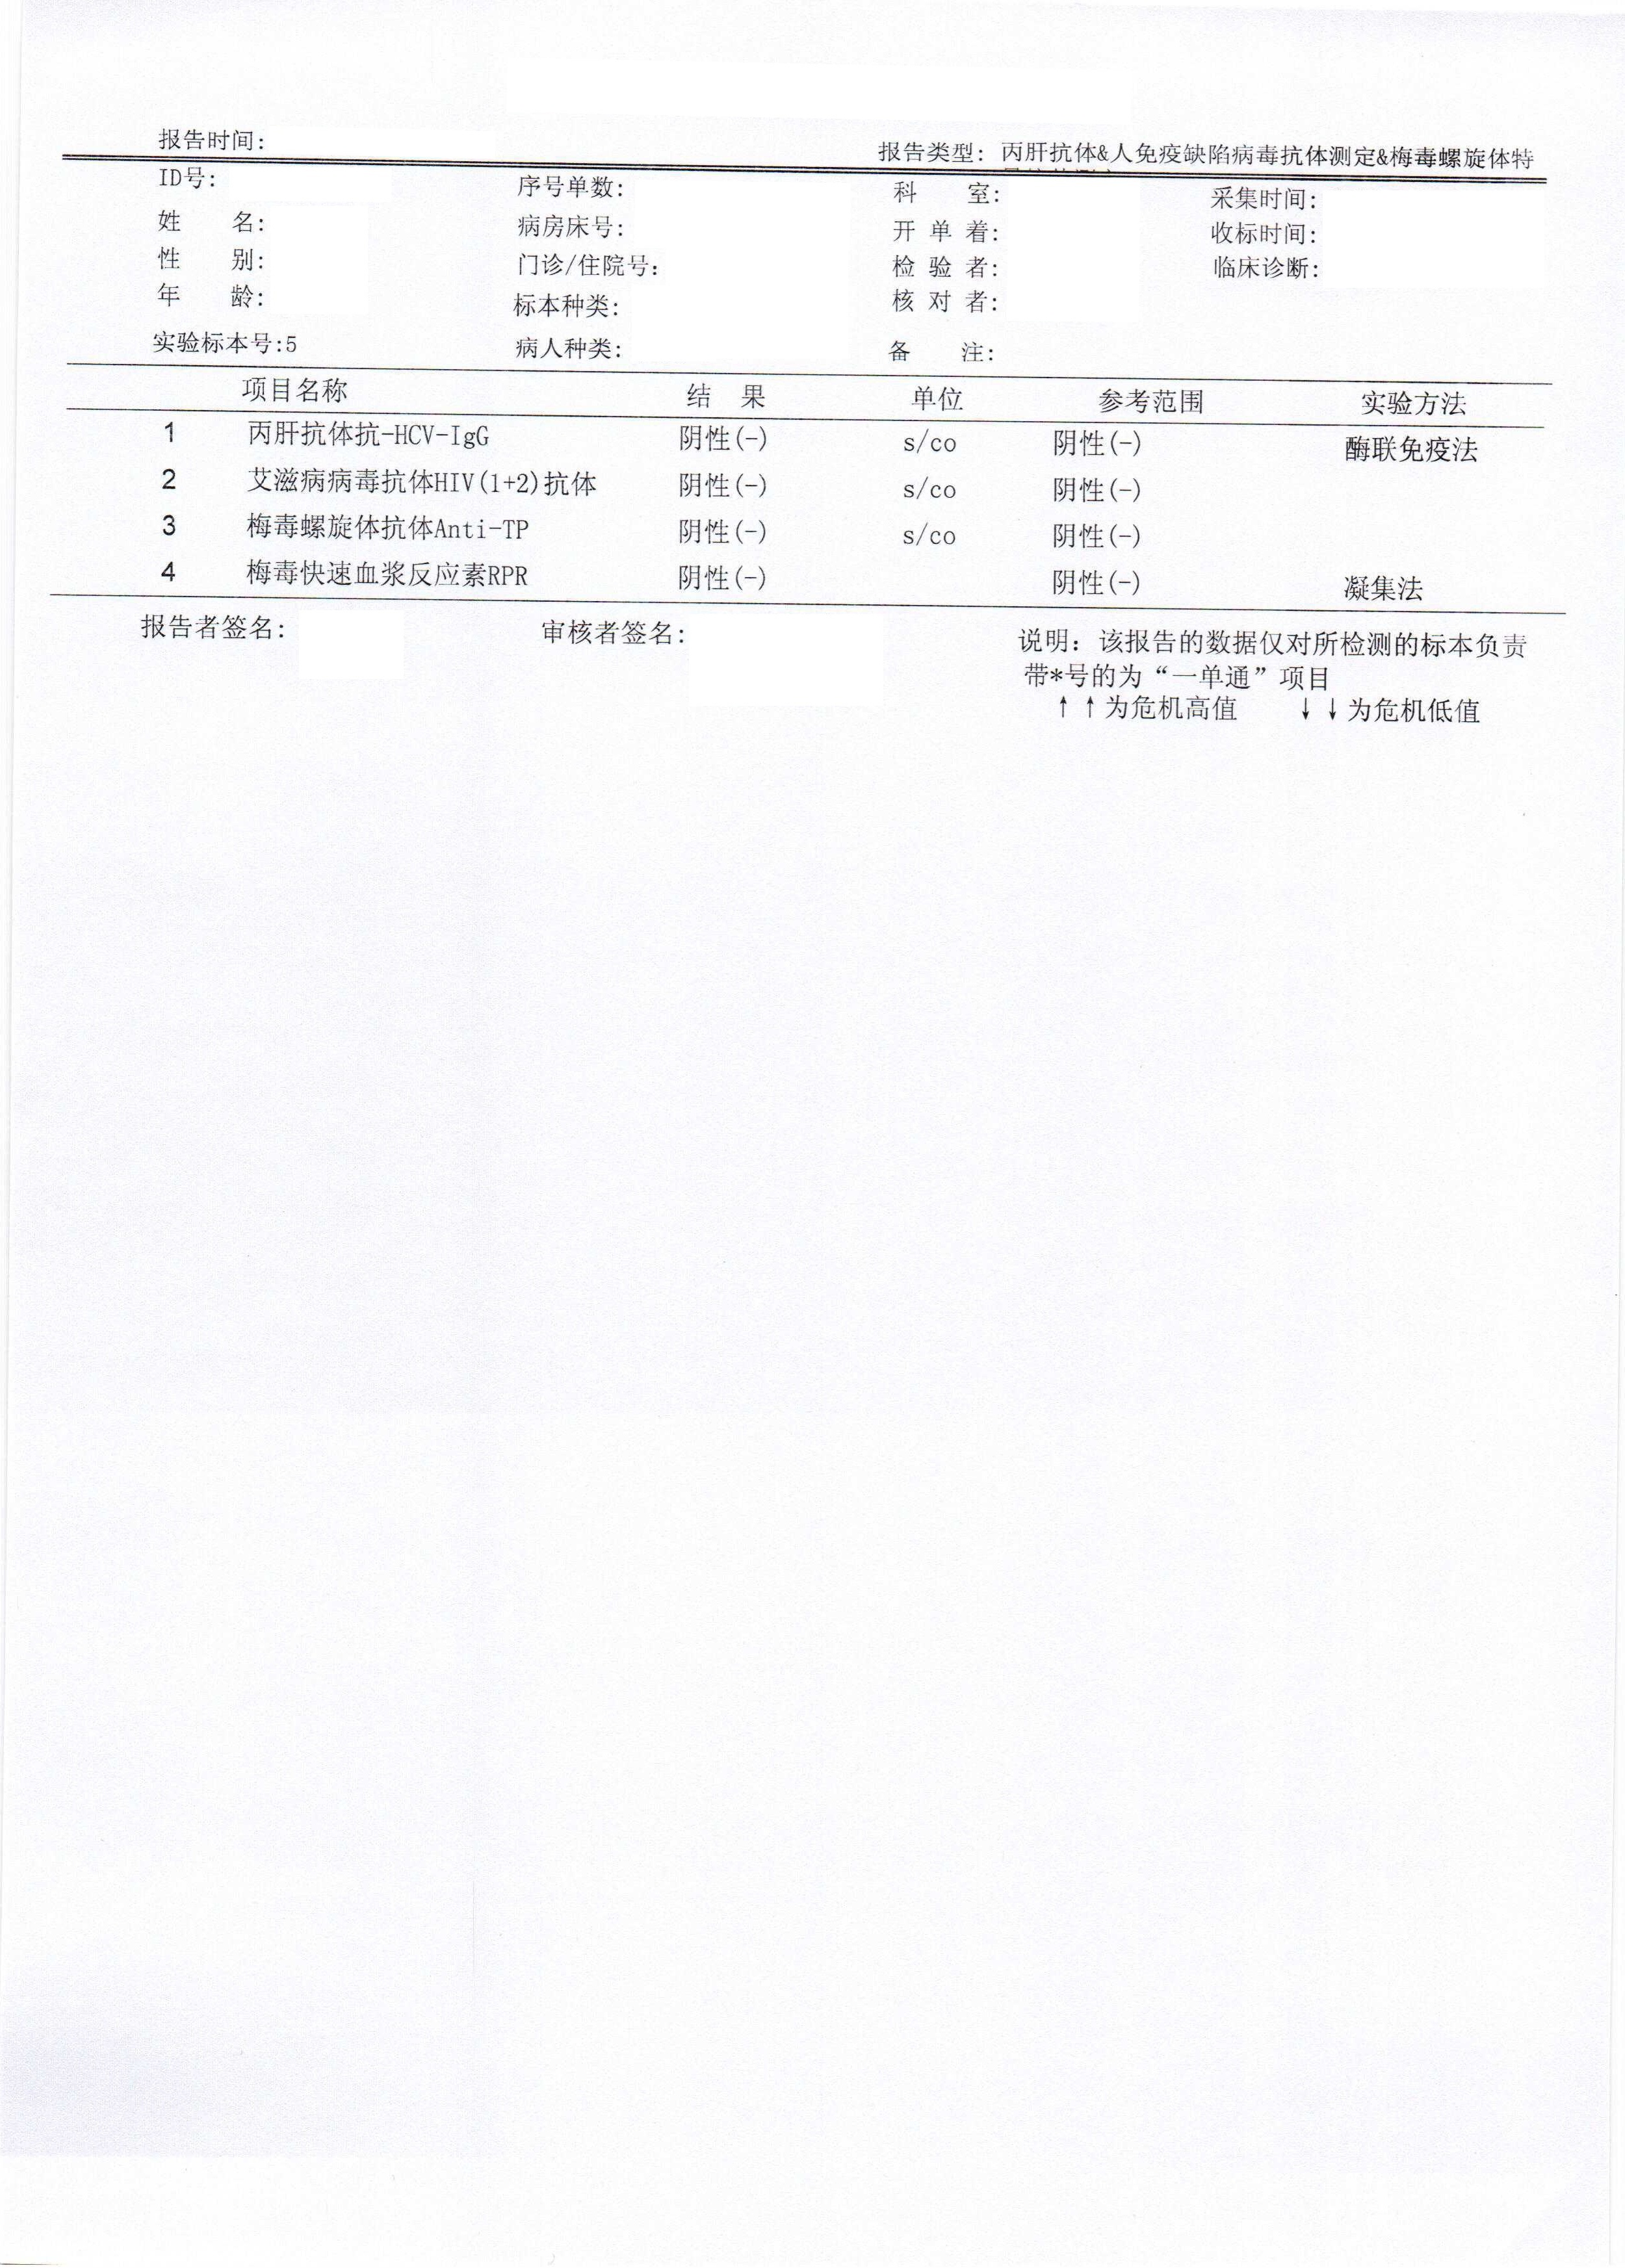 报告时间:
报告类型: 丙肝抗体&人免疫缺陷病毒抗体测定&梅毒螺旋体特
ID号: 序号单数: 科 室: 采集时间:
姓 名: 病房床号: 开 单 着: 收标时间:
性 别: 门诊/住院号: 检 验 者: 临床诊断:
年 龄: 标本种类: 核 对 者:
实验标本号:5 病人种类: 备 注:
项目名称 结 果 单位 参考范围 实验方法
1 丙肝抗体抗-HCV-IgG 阴性(-) s/co 阴性(-) 酶联免疫法
2 艾滋病病毒抗体HIV(1+2)抗体 阴性(-) s/co 阴性(-)
3 梅毒螺旋体抗体Anti-TP 阴性(-) s/co 阴性(-)
4 梅毒快速血浆反应素RPR 阴性(-) 阴性(-) 凝集法
报告者签名: 审核者签名: 说明: 该报告的数据仅对所检测的标本负责
带*号的为“一单通”项目
↑↑为危机高值 ↓↓为危机低值